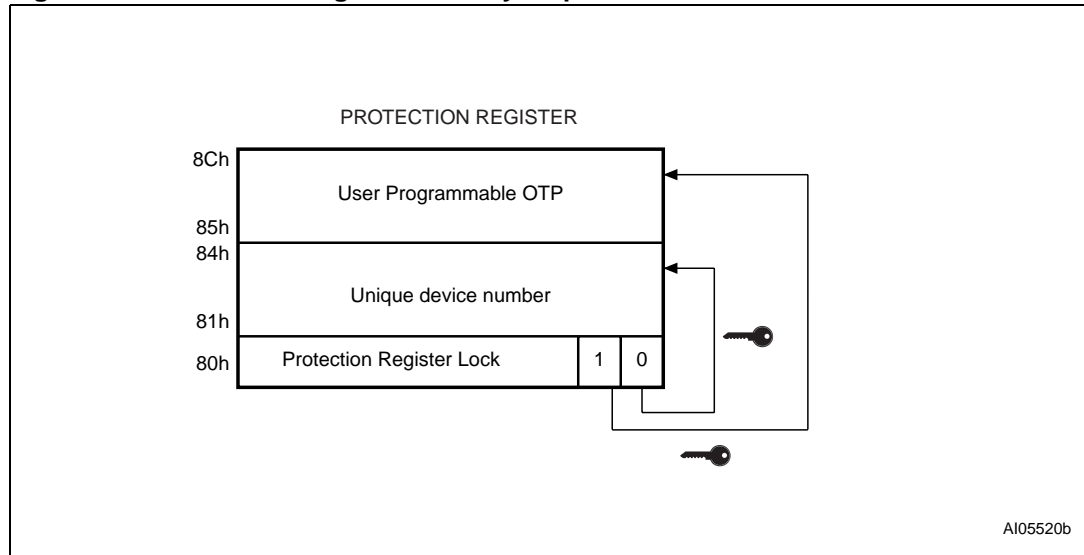 PROTECTION REGISTER
8Ch
User Programmable OTP
85h
84h
Unique device number
81h
80h
Protection Register Lock 1 0
AI05520b